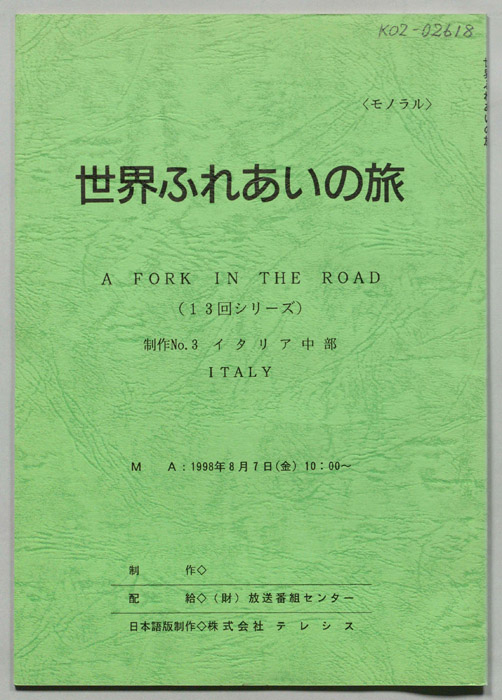 K02-02618
〈モノラル〉
世界ふれあいの旅
A FORK IN THE ROAD
(13回シリーズ)
制作No.3 イタリア中部
ITALY
M A:1998年8月7日(金) 10:00~
制 作◇
配 給◇(財)放送番組センター
日本語版制作◇株式会社 テレシス